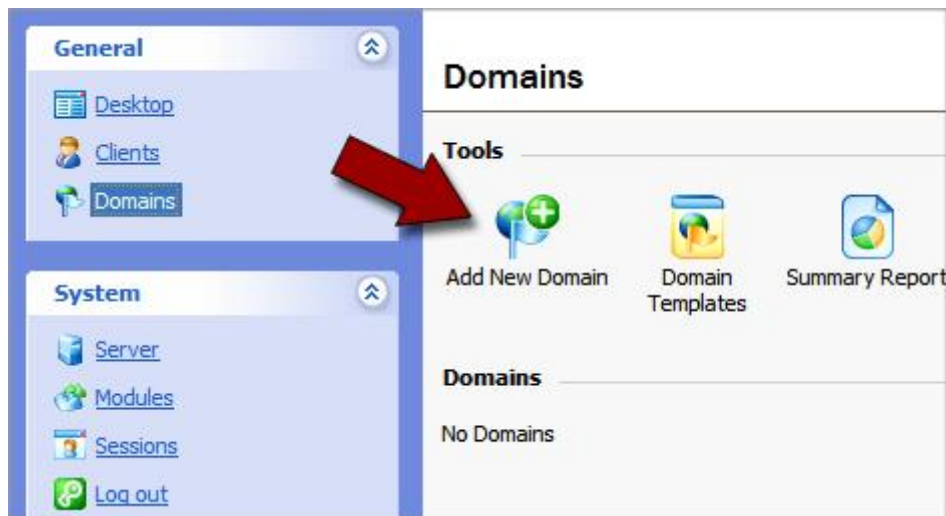 General
Desktop
Clients
Domains
System
Server
Modules
Sessions
Log out
Domains
Tools
Add New Domain
Domain
Templates
Summary Report
Domains
No Domains